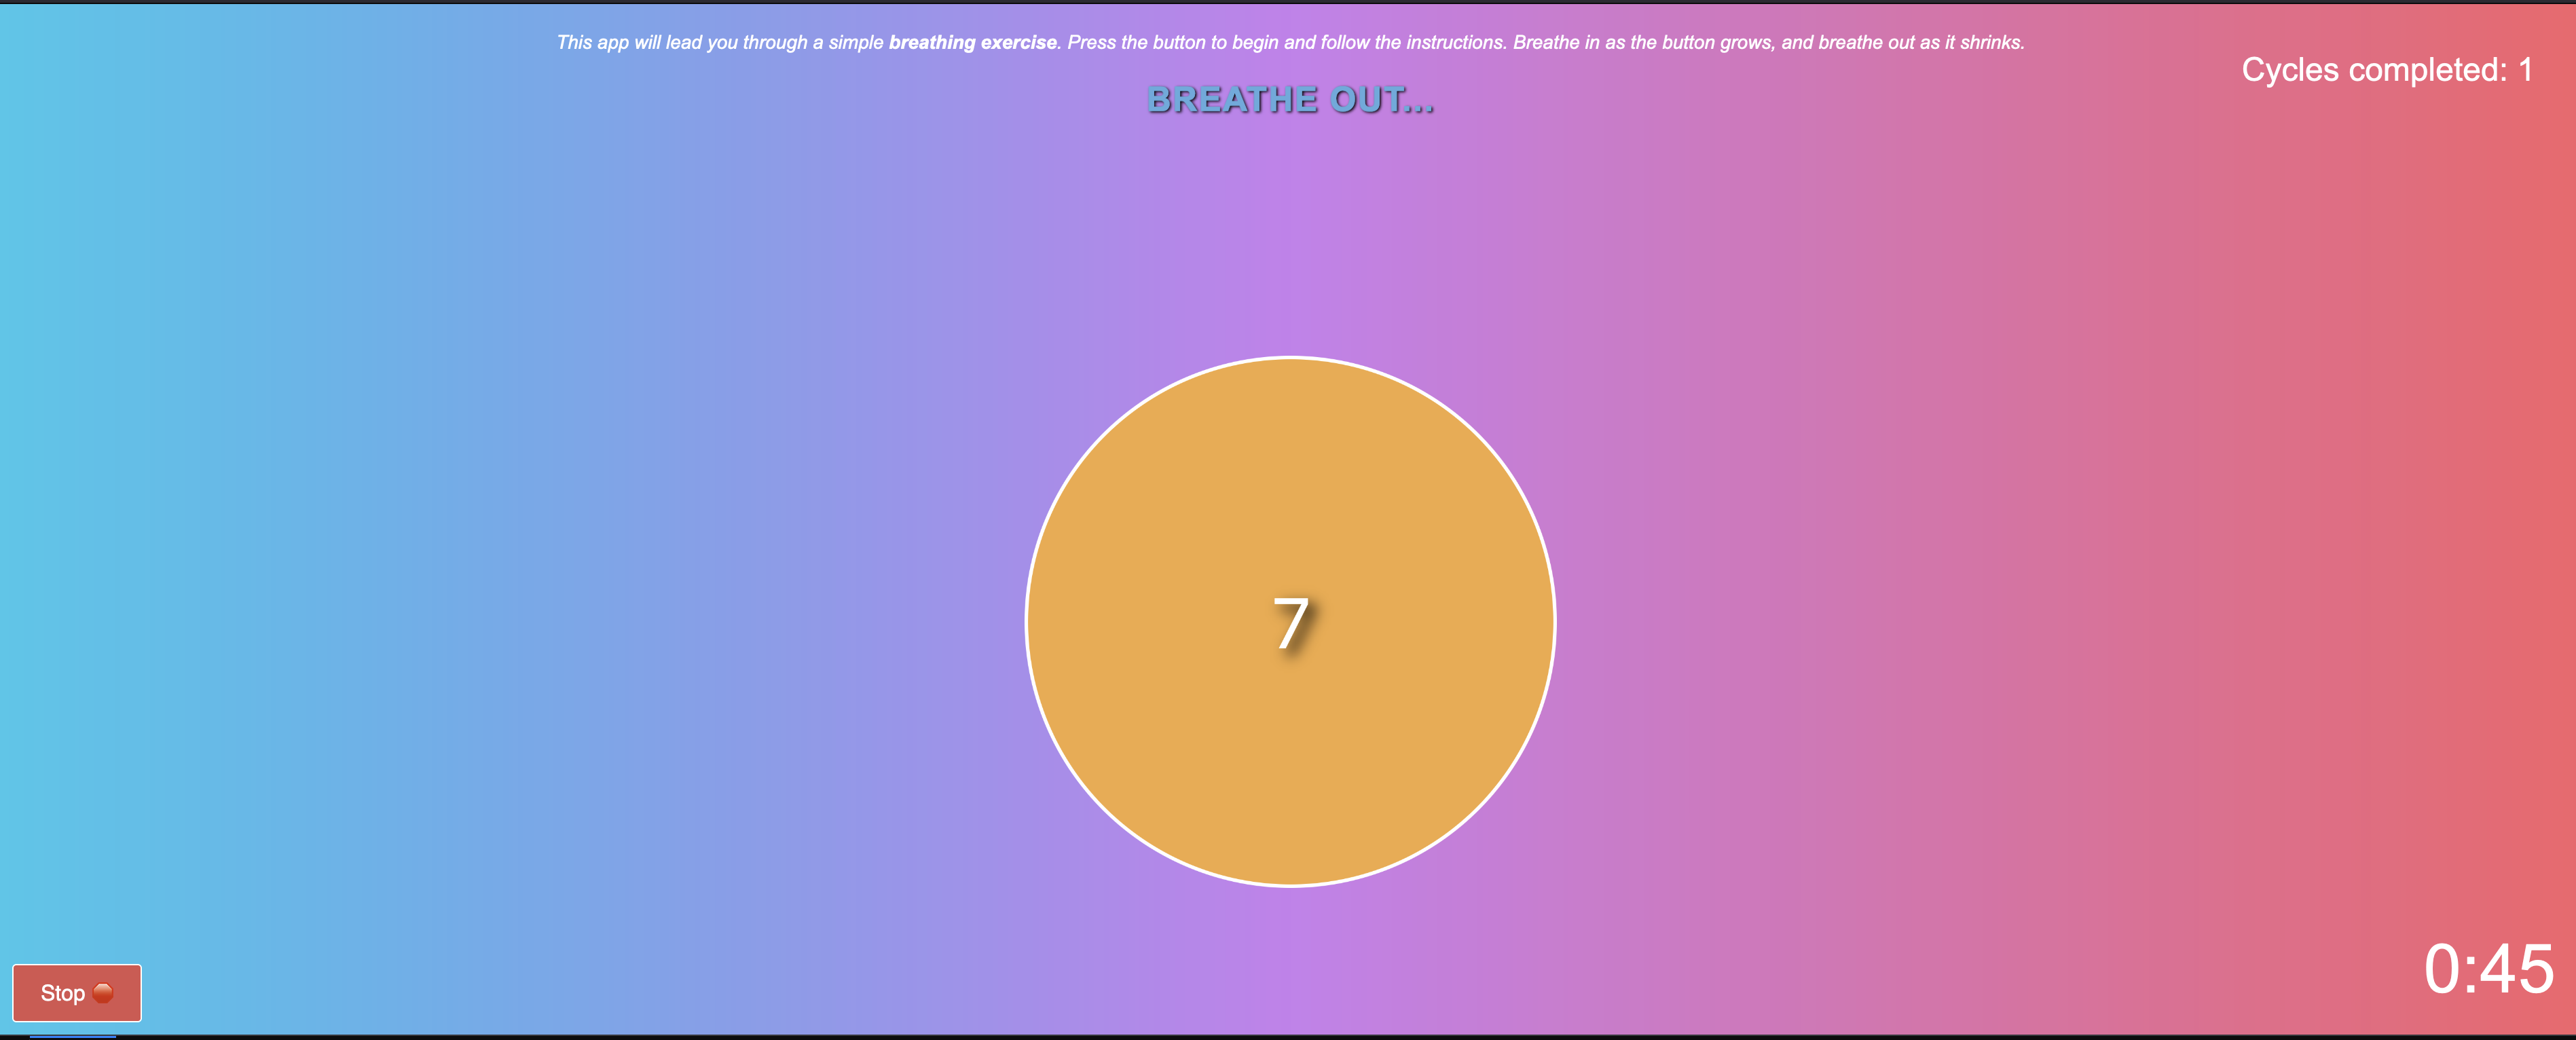 This app will lead you through a simple breathing exercise. Press the button to begin and follow the instructions. Breathe in as the button grows, and breathe out as it shrinks.
Cycles completed: 1
BREATHE OUT...
7
Stop
0:45